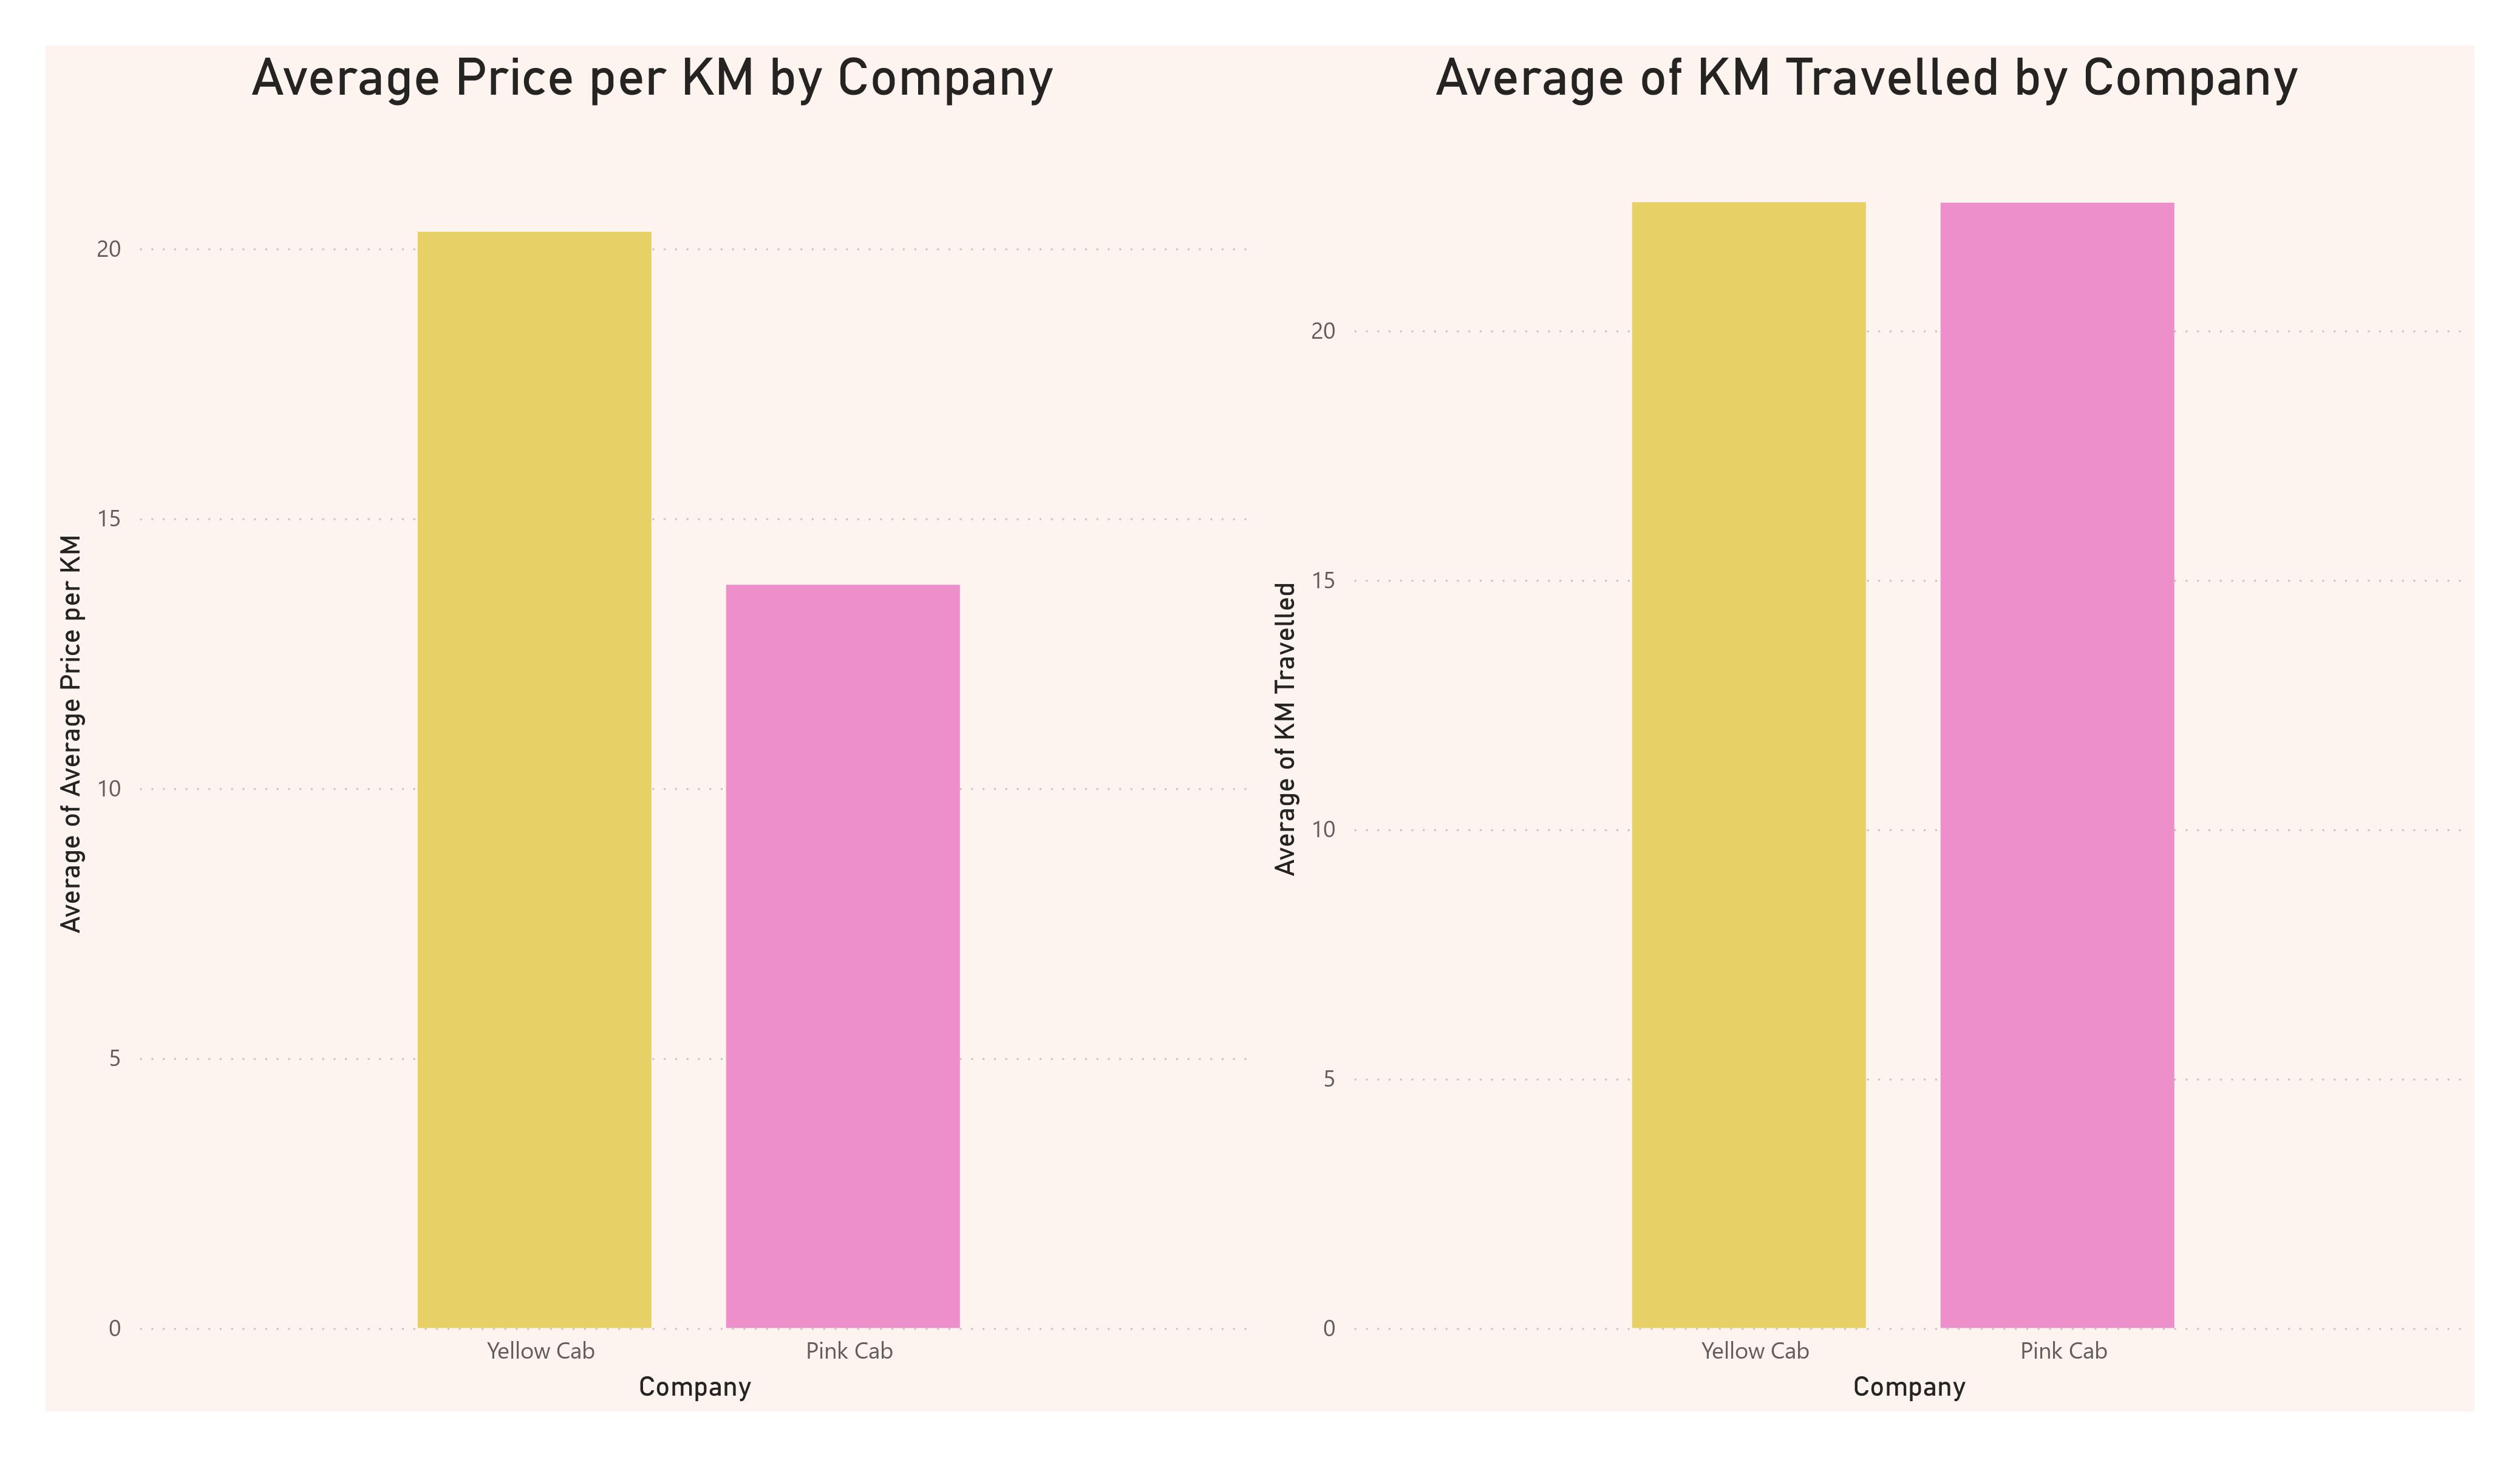 Average Price per KM by Company
Average of Average Price per KM
20
15
10
5
0
Yellow Cab
Pink Cab
Company
Average of KM Travelled by Company
Average of KM Travelled
20
15
10
5
0
Yellow Cab
Pink Cab
Company